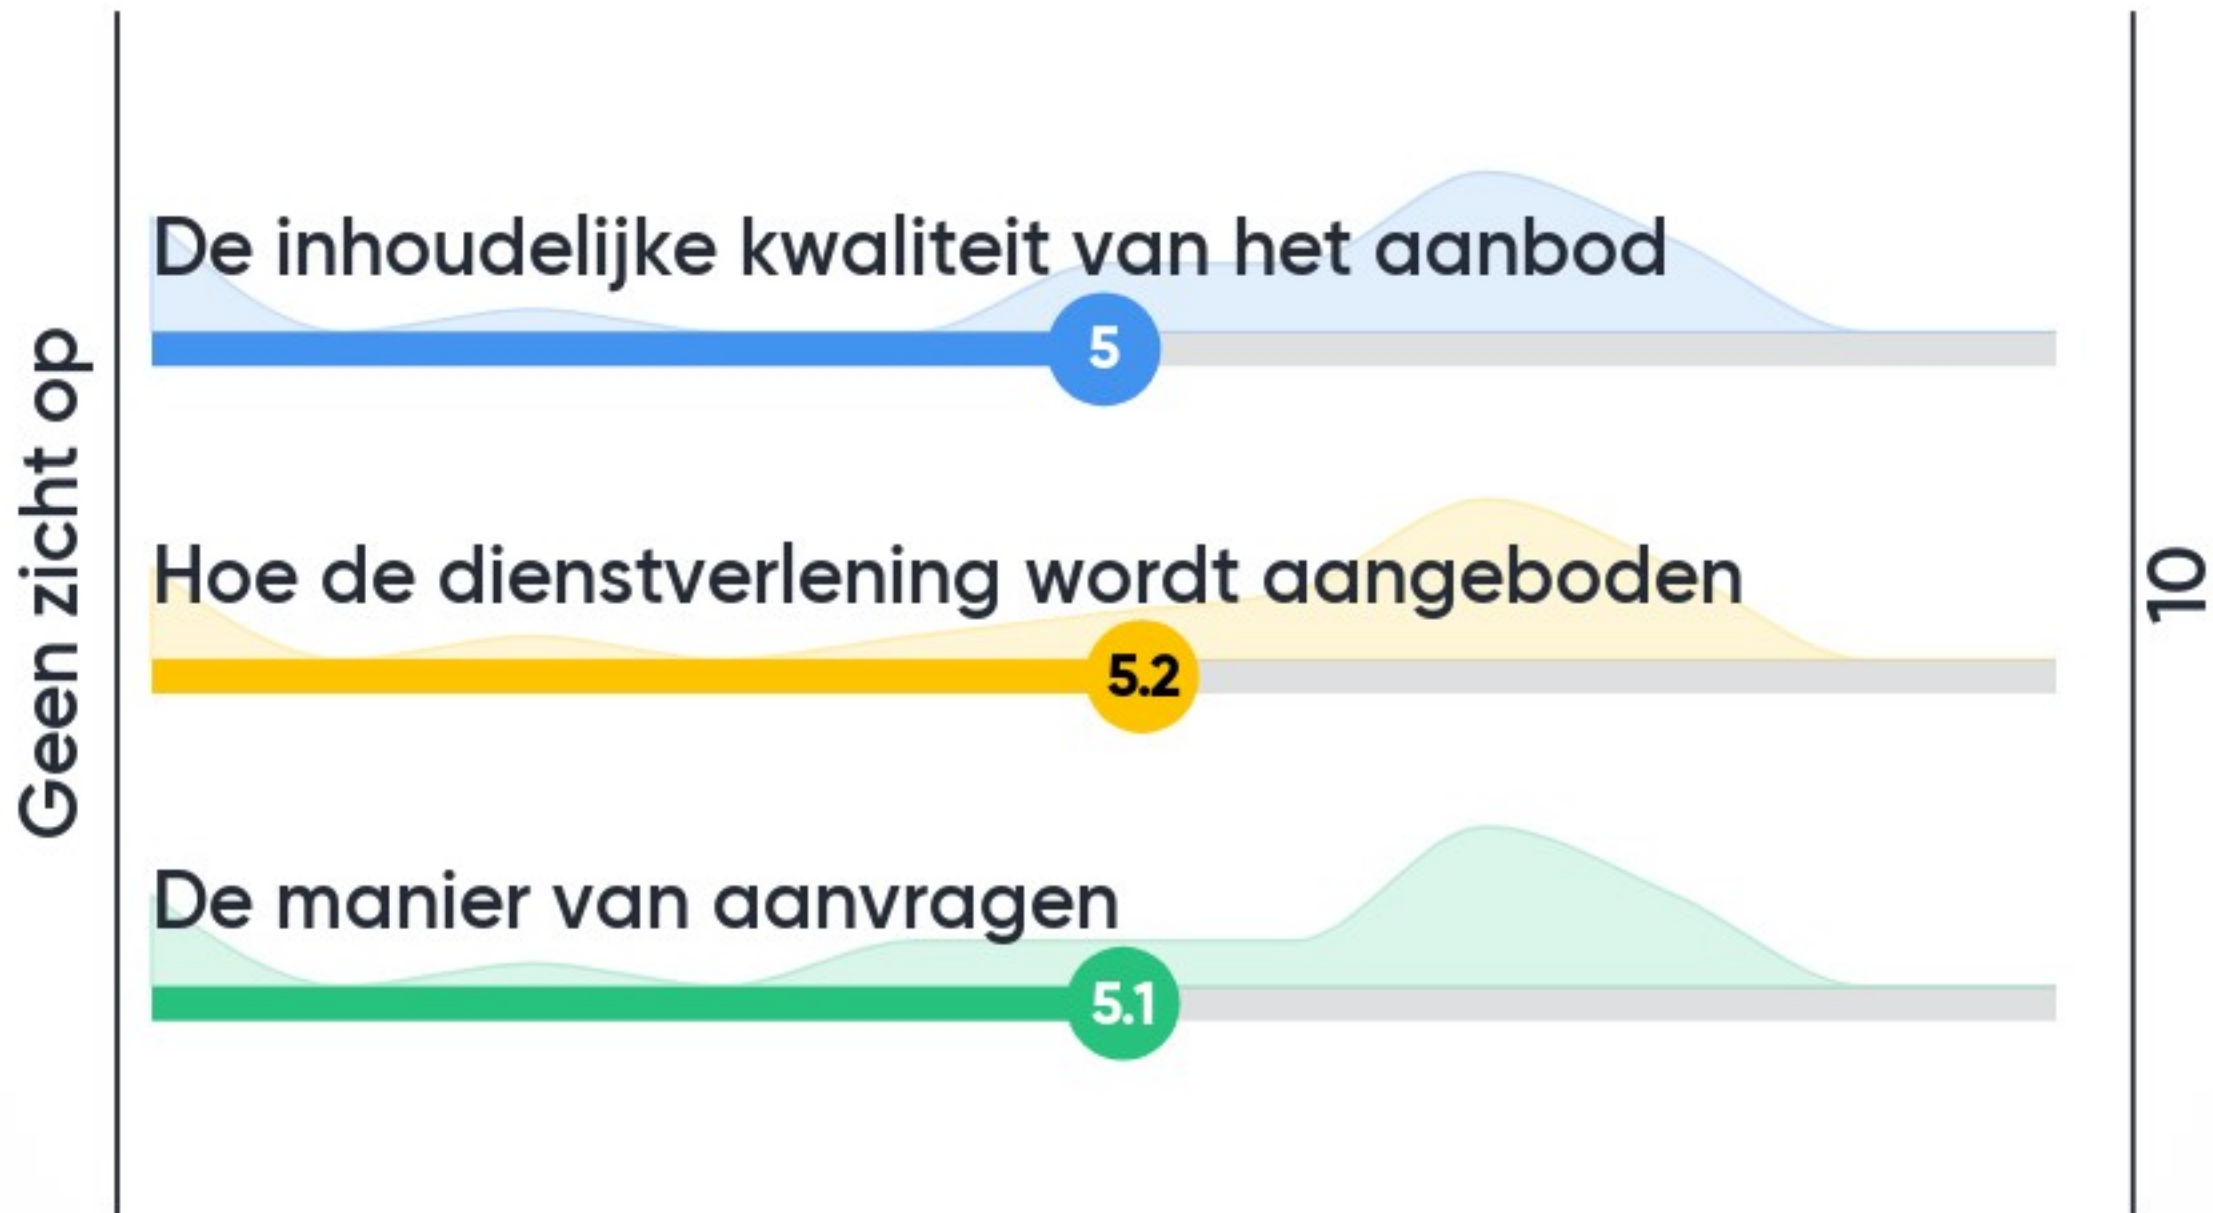 Geen zicht op
De inhoudelijke kwaliteit van het aanbod
5
Hoe de dienstverlening wordt aangeboden
5.2
De manier van aanvragen
5.1
10